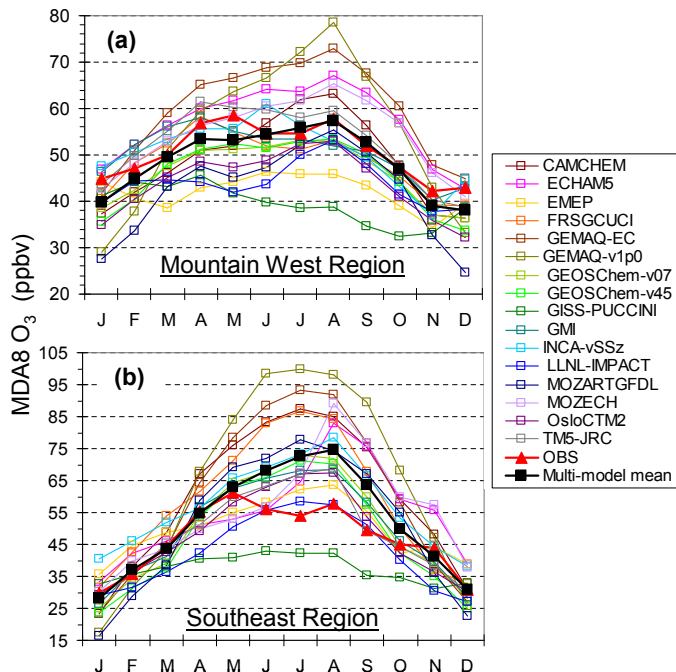 80
70
60
50
40
30
20
(a)
Mountain West Region
J F M A M J J A S O N D
MDA8 O3 (ppbv)
105
95
85
75
65
55
45
35
25
15
(b)
Southeast Region
J F M A M J J A S O N D
CAMCHEM
ECHAM5
EMEP
FRSGCUCI
GEMAQ-EC
GEMAQ-v1p0
GEOSChem-v07
GEOSChem-v45
GISS-PUCCINI
GMI
INCA-vSSz
LLNL-IMPACT
MOZARTGFDL
MOZECH
OsloCTM2
TM5-JRC
OBS
Multi-model mean